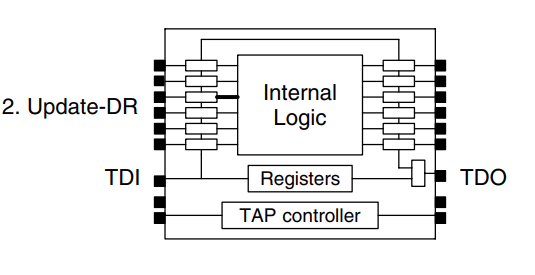 Internal
Logic
2. Update-DR
TDI
Registers
TDO
TAP controller